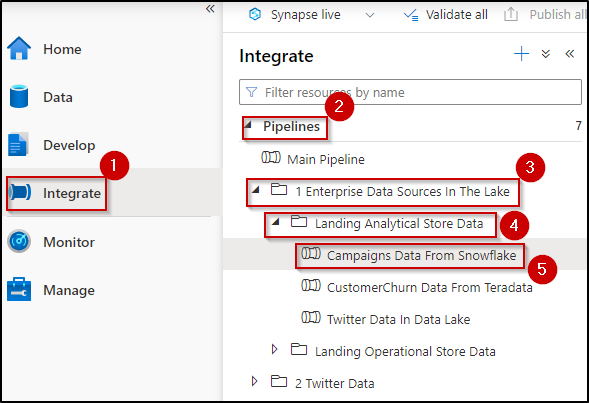 «
Home
Data
Develop
1
Integrate
Monitor
Manage
Synapse live
Validate all
Publish all
Integrate
«
Filter resources by name
2
Pipelines
7
Main Pipeline
3
1 Enterprise Data Sources In The Lake
Landing Analytical Store Data
4
Campaigns Data From Snowflake
5
CustomerChurn Data From Teradata
Twitter Data In Data Lake
Landing Operational Store Data
2 Twitter Data